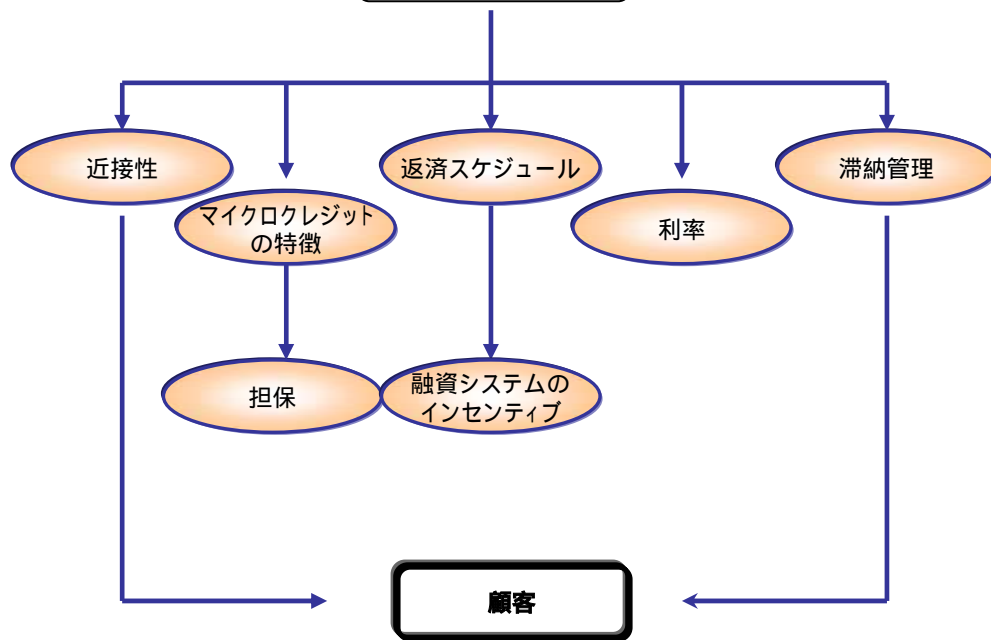 近接性
返済スケジュール
滞納管理
マイクロクレジット
の特徴
利率
担保
融資システムの
インセンティブ
顧客